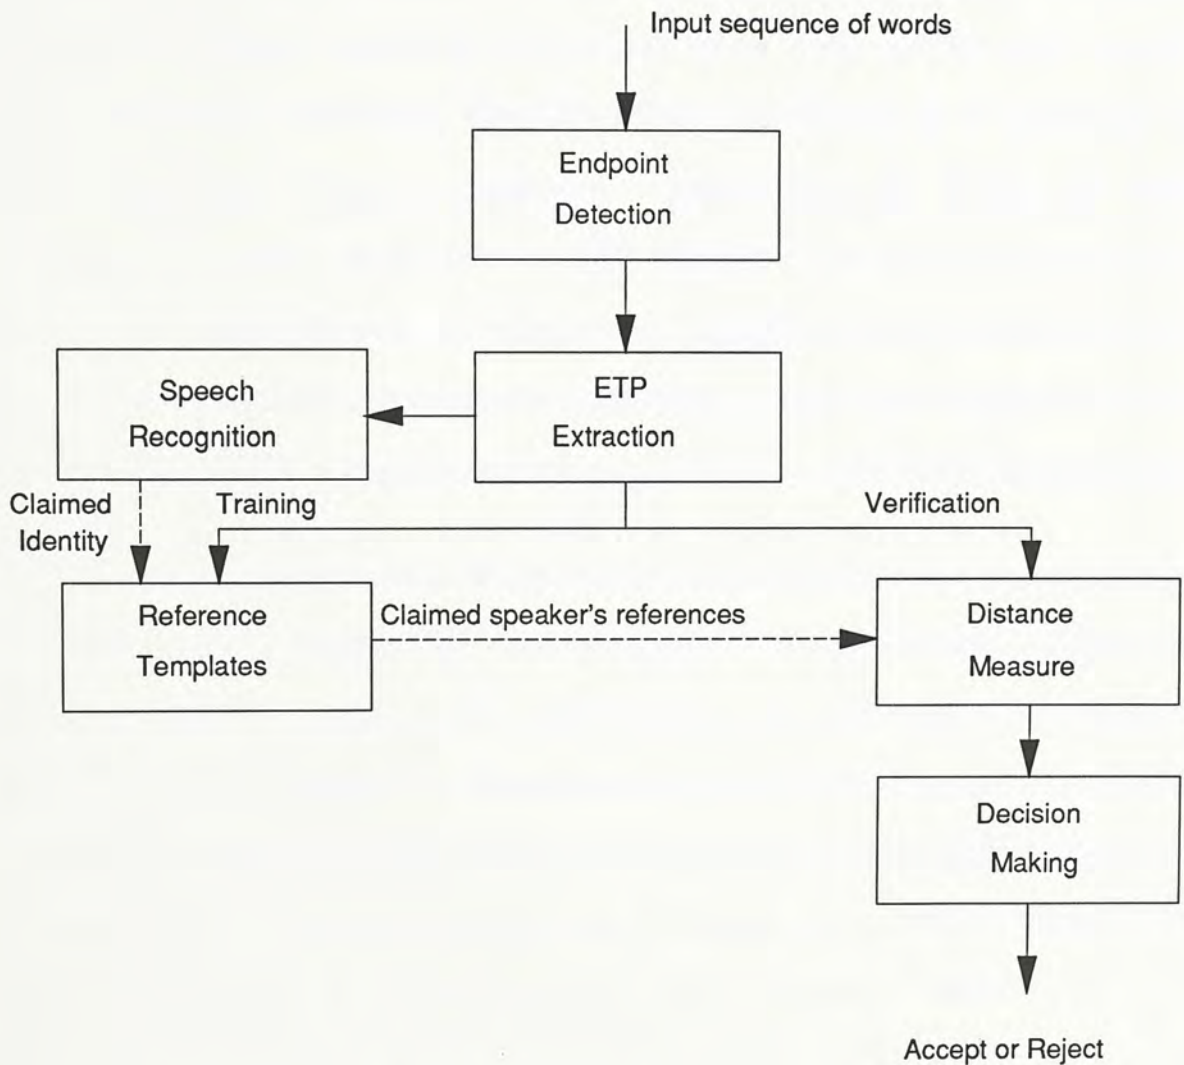 Input sequence of words
Endpoint
Detection
Speech
Recognition
ETP
Extraction
Claimed
Identity
Training
Verification
Reference
Templates
Claimed speaker's references
Distance
Measure
Decision
Making
Accept or Reject